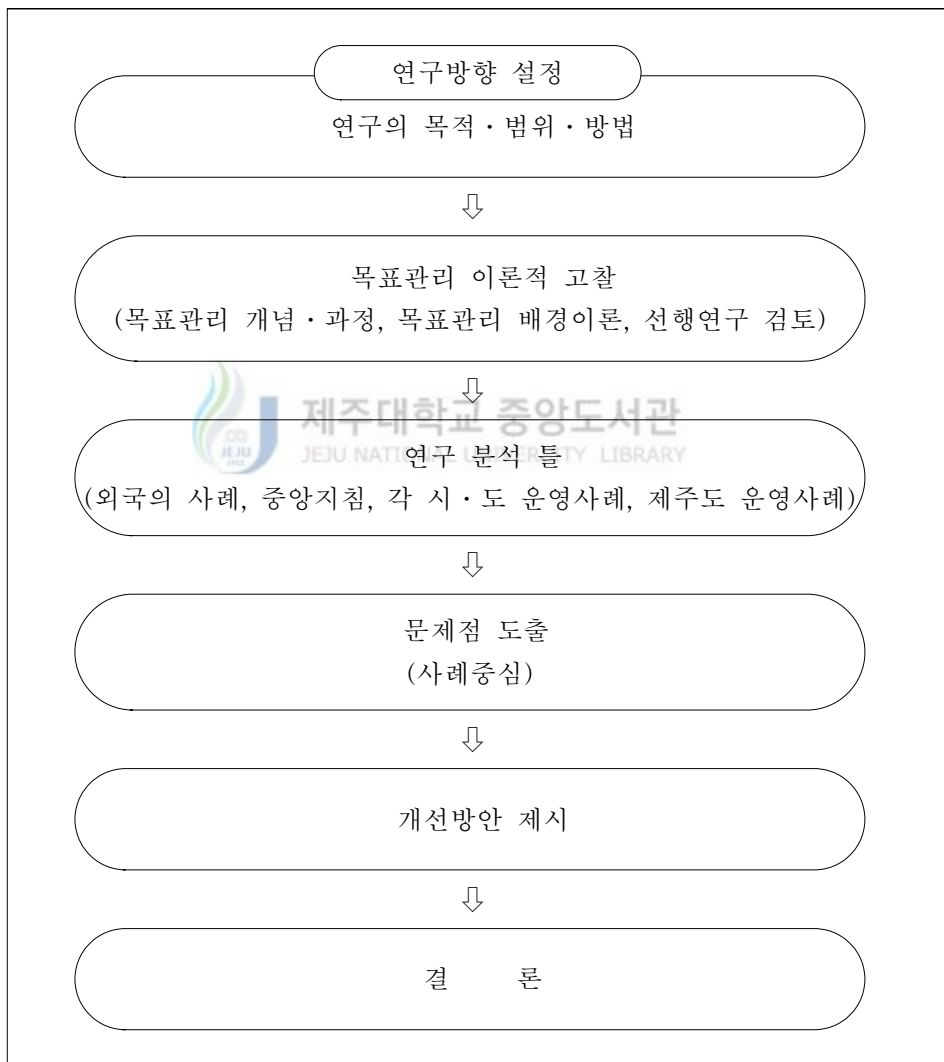 연구방향 설정
연구의 목적・범위・방법
⇩
목표관리 이론적 고찰
(목표관리 개념・과정, 목표관리 배경이론, 선행연구 검토)
⇩
제주대학교 중앙도서관
JEJU NATIONAL UNIVERSITY LIBRARY
JEJU
1952
연구 분석 틀
(외국의 사례, 중앙지침, 각 시・도 운영사례, 제주도 운영사례)
⇩
문제점 도출
(사례중심)
⇩
개선방안 제시
⇩
결 론